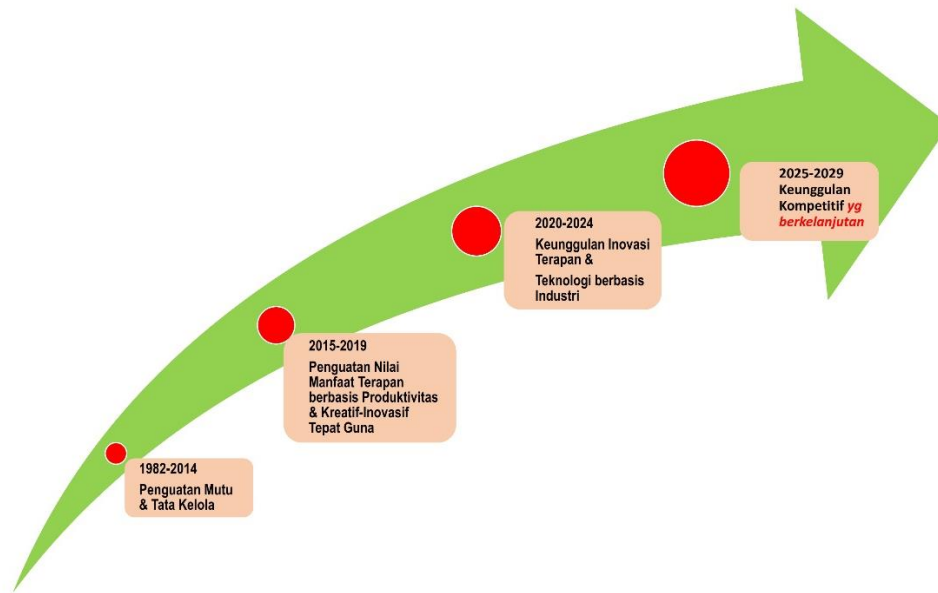 1982-2014
Penguatan Mutu
& Tata Kelola
2015-2019
Penguatan Nilai
Manfaat Terapan
berbasis Produktivitas
& Kreatif-Inovasif
Tepat Guna
2020-2024
Keunggulan Inovasi
Terapan &
Teknologi berbasis
Industri
2025-2029
Keunggulan
Kompetitif yg
berkelanjutan